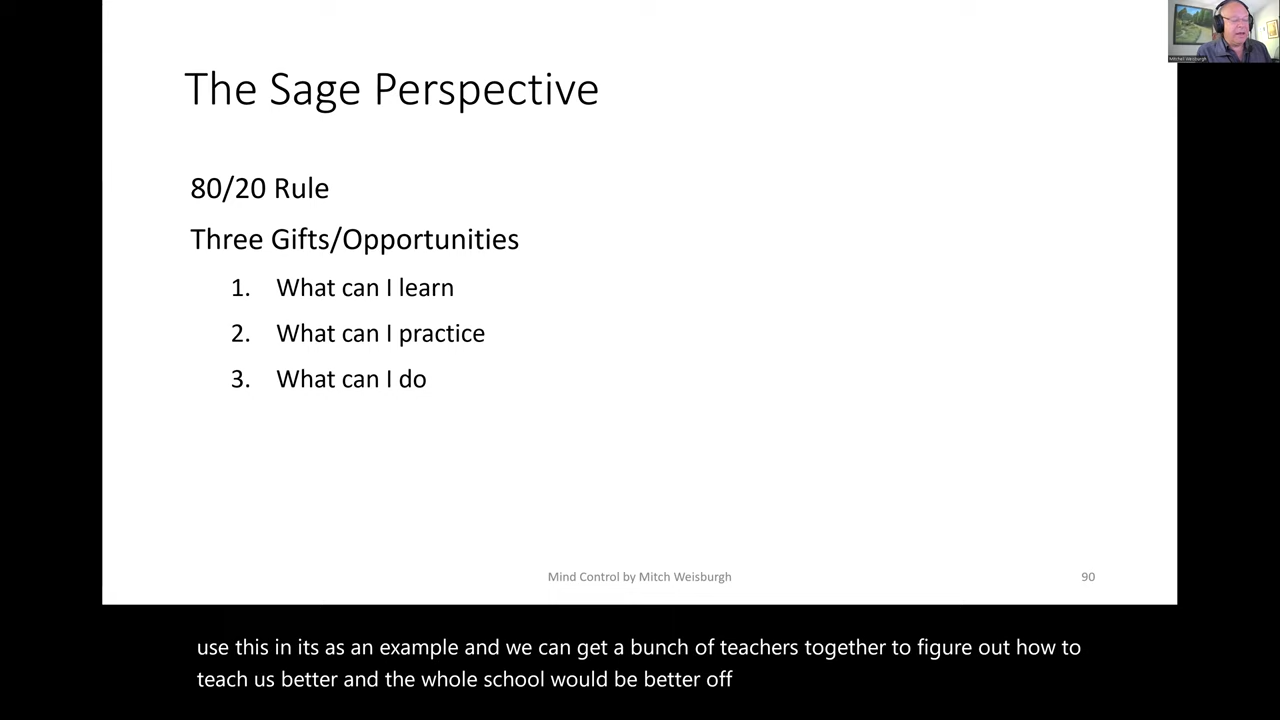 The Sage Perspective
80/20 Rule
Three Gifts/Opportunities
1. What can I learn
2. What can I practice
3. What can I do
Mind Control by Mitch Weisburgh
90
Mitchel Weisburgh
use this in its as an example and we can get a bunch of teachers together to figure out how to
teach us better and the whole school would be better off